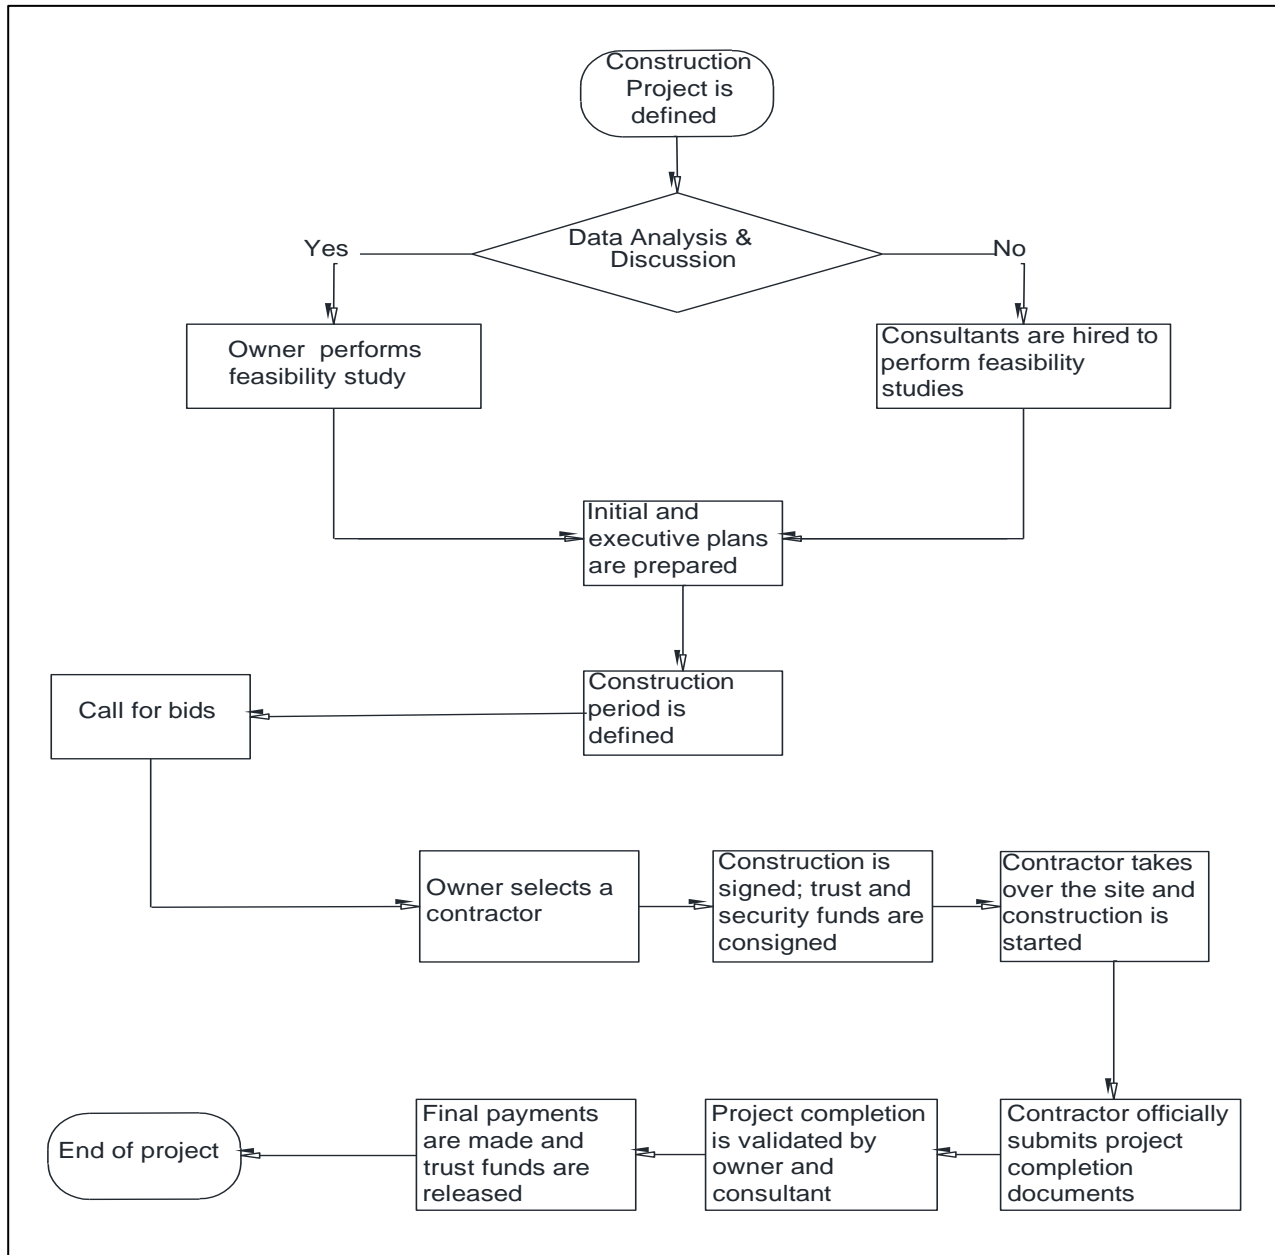 Construction
Project is
defined
Data Analysis &
Discussion
Yes
No
Owner performs
feasibility study
Consultants are hired to
perform feasibility
studies
Initial and
executive plans
are prepared
Construction
period is
defined
Call for bids
Owner selects a
contractor
Construction is
signed; trust and
security funds are
consigned
Contractor takes
over the site and
construction is
started
Contractor officially
submits project
completion
documents
Project completion
is validated by
owner and
consultant
Final payments
are made and
trust funds are
released
End of project